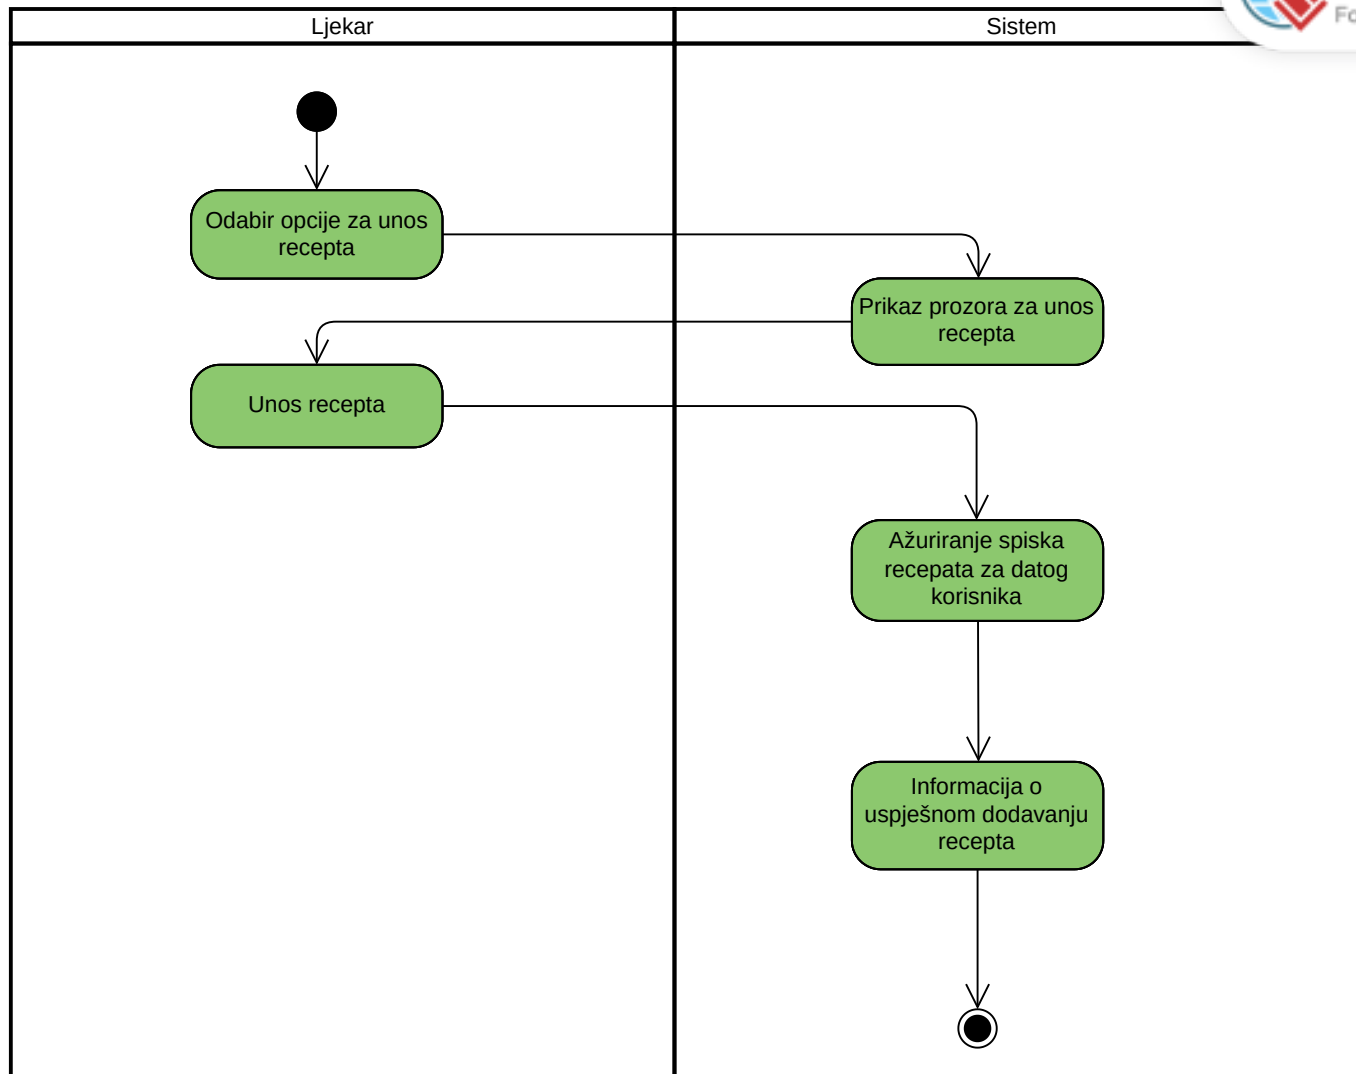 Ljekar
Sistem
Odabir opcije za unos
recepta
Prikaz prozora za unos
recepta
Unos recepta
Ažuriranje spiska
recepata za datog
korisnika
Informacija o
uspješnom dodavanju
recepta